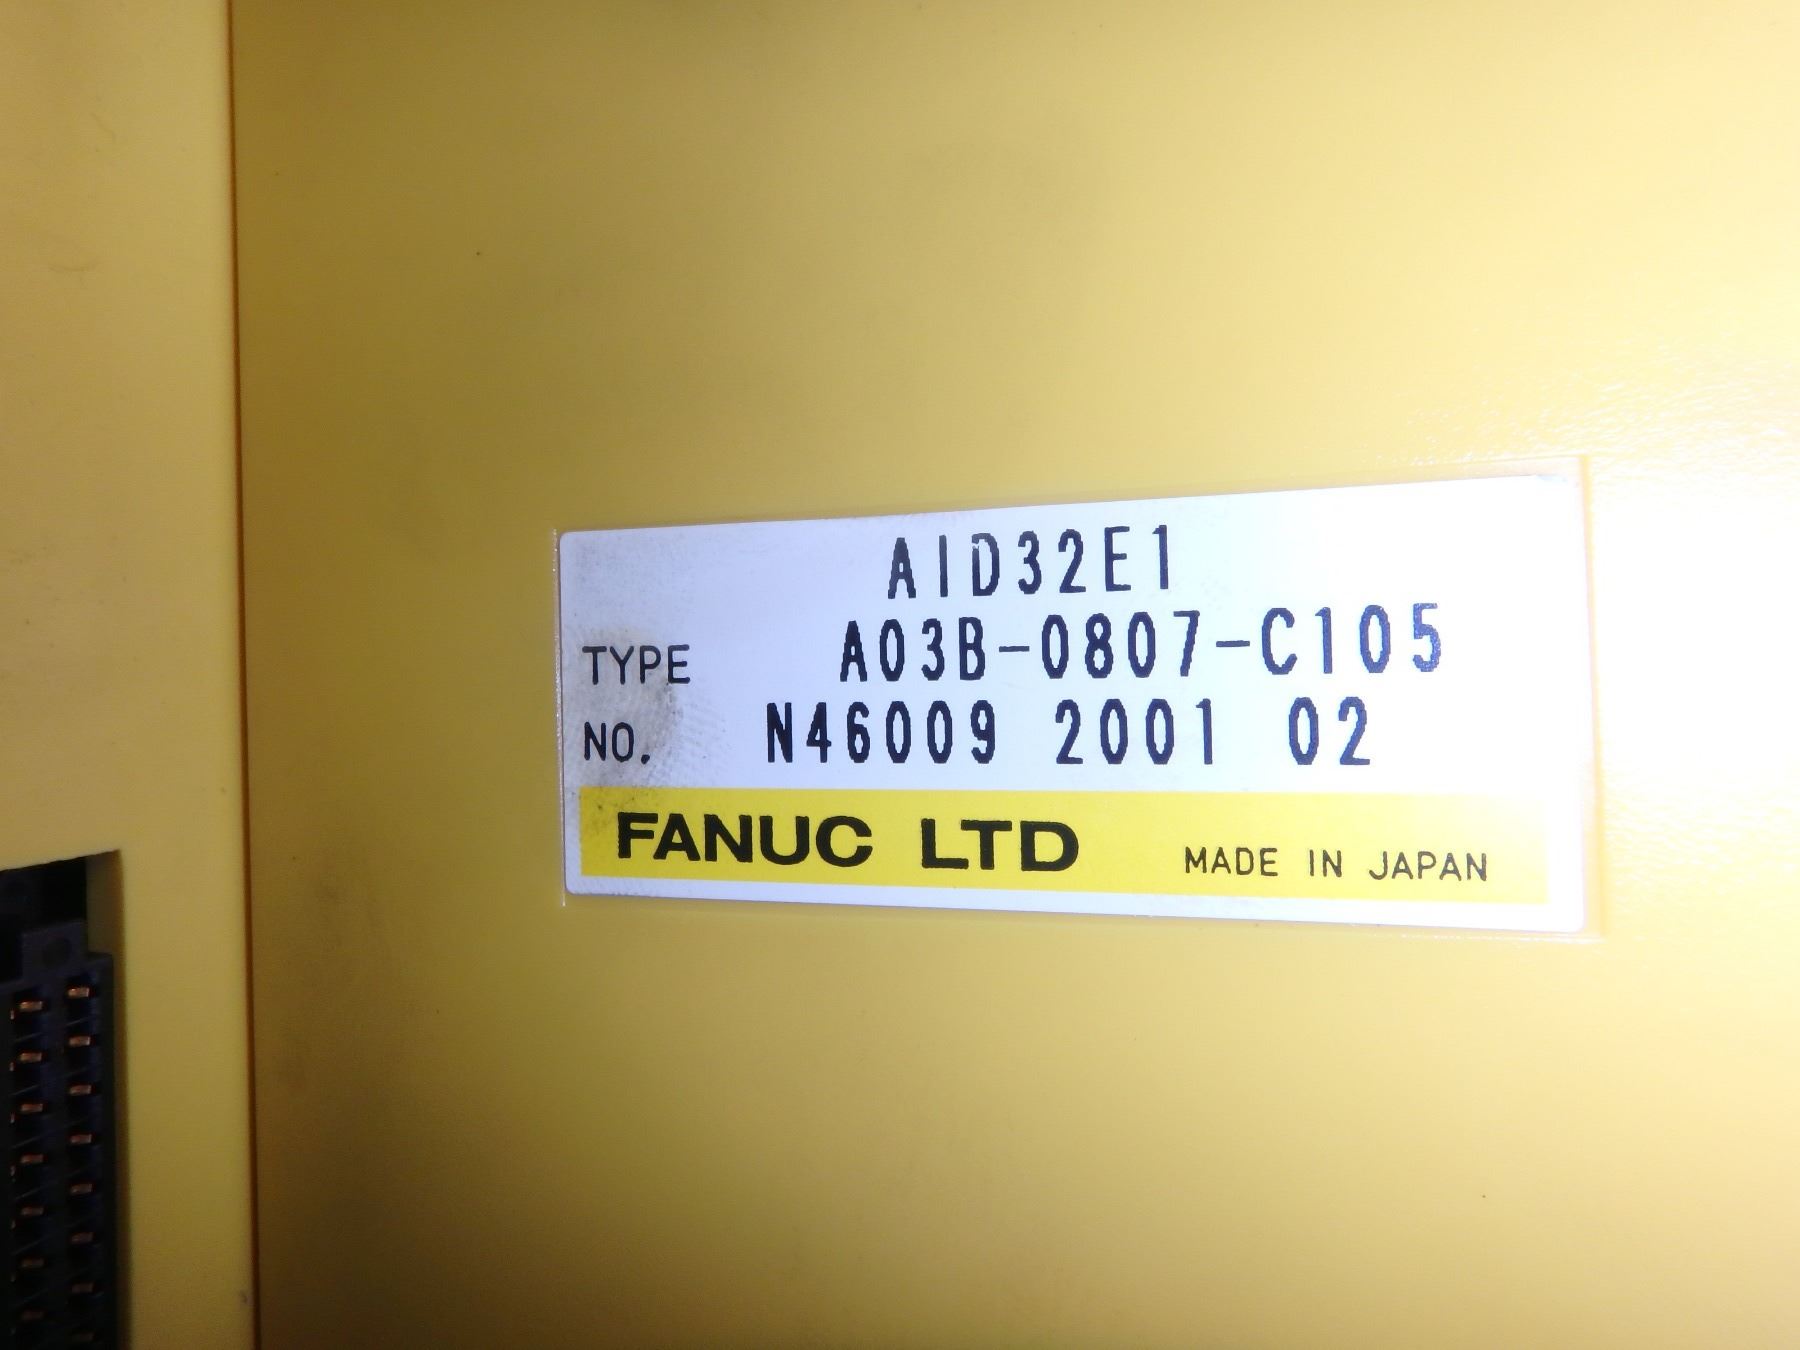 AID32E1
TYPE A03B-0807-C105
NO. N46009 2001 02
FANUC LTD MADE IN JAPAN